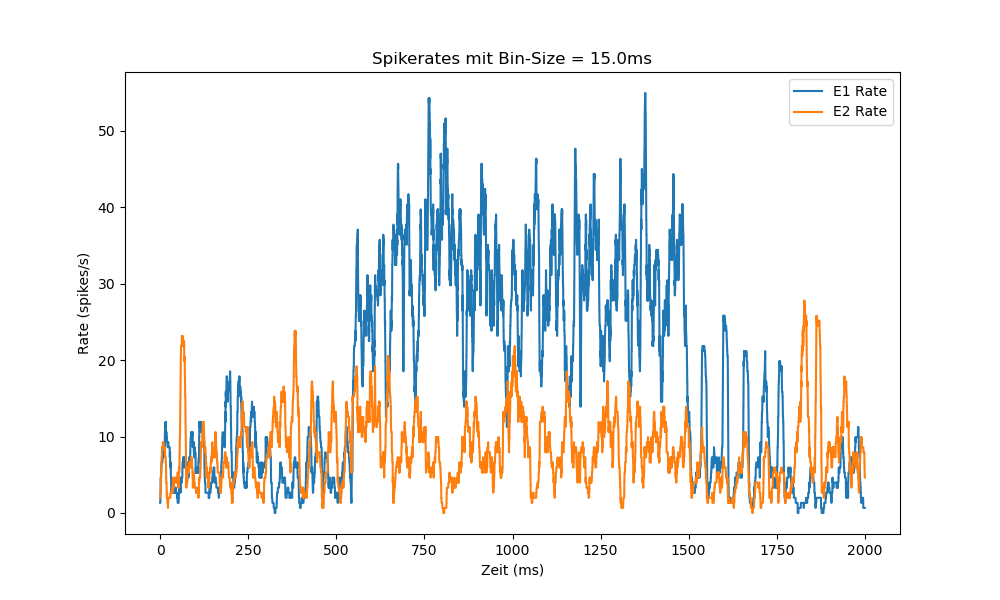 Spikerates mit Bin-Size = 15.0ms
E1 Rate
E2 Rate
Rate (spikes/s)
50
40
30
20
10
0
0 250 500 750 1000 1250 1500 1750 2000
Zeit (ms)